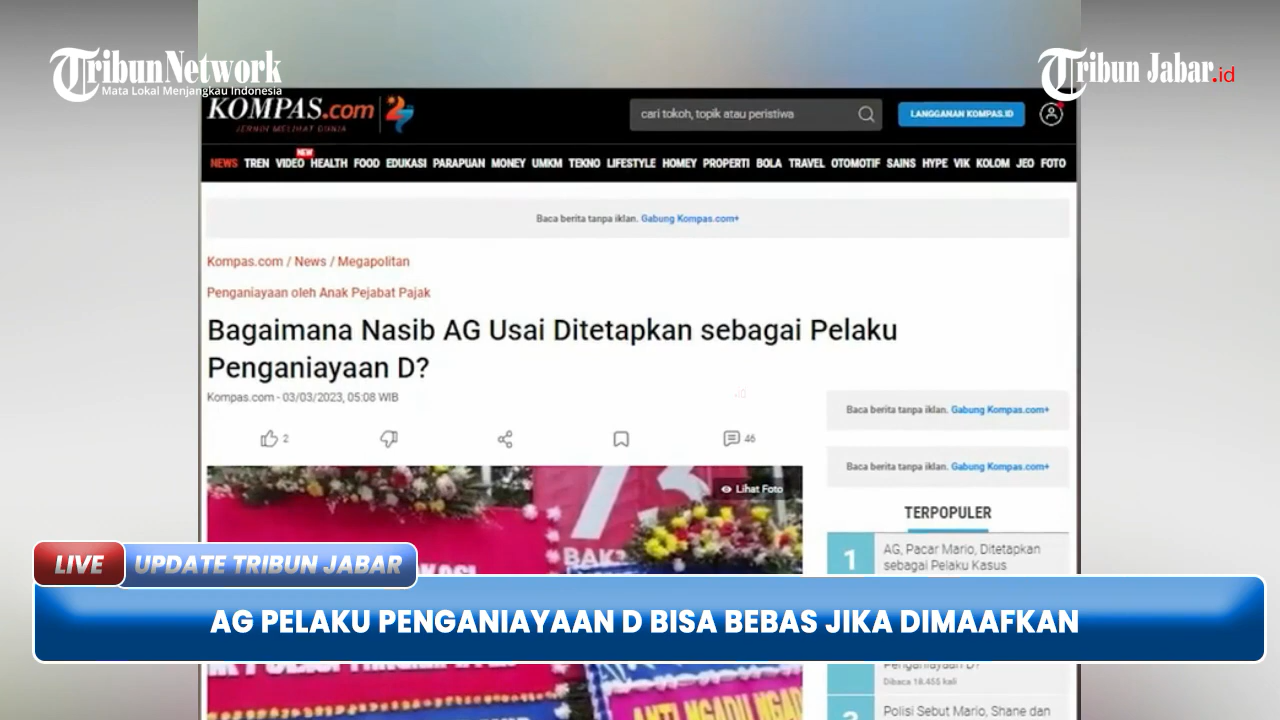 TribunNetwork
Mata Lokal Menjangkau Indonesia
Tribun Jabar.id
KOMPAS.com
JERNIH MELIHAT DUNIA
cari tokoh, topik atau peristiwa
LANGGANAN KOMPAS.ID
NEWS TREN VIDEO NEW HEALTH FOOD EDUKASI PARAPUAN MONEY UMKM TEKNO LIFESTYLE HOMEY PROPERTI BOLA TRAVEL OTOMOTIF SAINS HYPE VIK KOLOM JEO FOTO
Baca berita tanpa iklan. Gabung Kompas.com+
Kompas.com / News / Megapolitan
Penganiayaan oleh Anak Pejabat Pajak
Bagaimana Nasib AG Usai Ditetapkan sebagai Pelaku
Penganiayaan D?
Kompas.com - 03/03/2023, 05:08 WIB
2
46
Baca berita tanpa iklan. Gabung Kompas.com+
Baca berita tanpa iklan. Gabung Kompas.com+
Lihat Foto
73
TERPOPULER
1
AG, Pacar Mario, Ditetapkan
sebagai Pelaku Kasus
LIVE
UPDATE TRIBUN JABAR
AG PELAKU PENGANIAYAAN D BISA BEBAS JIKA DIMAAFKAN
Penganiayaan D?
Dibaca 18.455 kali
Polisi Sebut Mario, Shane dan
ANTI NGADU NGADU